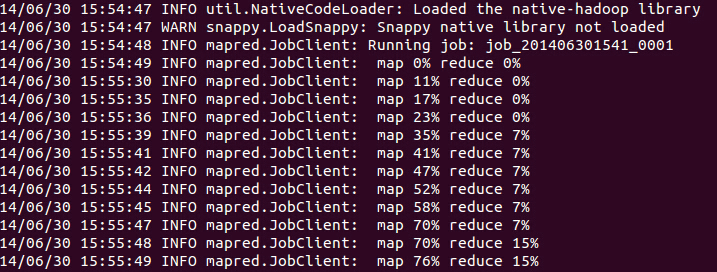 14/06/30 15:54:47 INFO util.NativeCodeLoader: Loaded the native-hadoop library
14/06/30 15:54:47 WARN snappy.LoadSnappy: Snappy native library not loaded
14/06/30 15:54:48 INFO mapred.JobClient: Running job: job_201406301541_0001
14/06/30 15:54:49 INFO mapred.JobClient:  map 0% reduce 0%
14/06/30 15:55:30 INFO mapred.JobClient:  map 11% reduce 0%
14/06/30 15:55:35 INFO mapred.JobClient:  map 17% reduce 0%
14/06/30 15:55:36 INFO mapred.JobClient:  map 23% reduce 0%
14/06/30 15:55:39 INFO mapred.JobClient:  map 35% reduce 7%
14/06/30 15:55:41 INFO mapred.JobClient:  map 41% reduce 7%
14/06/30 15:55:42 INFO mapred.JobClient:  map 47% reduce 7%
14/06/30 15:55:44 INFO mapred.JobClient:  map 52% reduce 7%
14/06/30 15:55:45 INFO mapred.JobClient:  map 58% reduce 7%
14/06/30 15:55:47 INFO mapred.JobClient:  map 70% reduce 7%
14/06/30 15:55:48 INFO mapred.JobClient:  map 70% reduce 15%
14/06/30 15:55:49 INFO mapred.JobClient:  map 76% reduce 15%